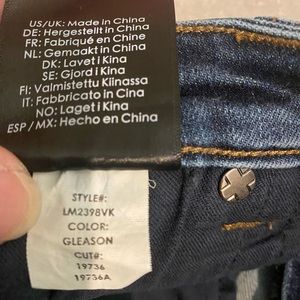 US/UK: Made in China
DE: Hergestellt in China
FR: Fabriqué en China
NL: Gemaakt in China
DK: Lavet i Kina
SE: Gjord i Kina
FI: Valmistettu Kiinassa
IT: Fabbricato in Cina
NO: Laget i Kina
ESP / MX: Hecho en China
STYLE#:
LM2398VK
COLOR:
GLEASON
CUT#:
19736
19736A